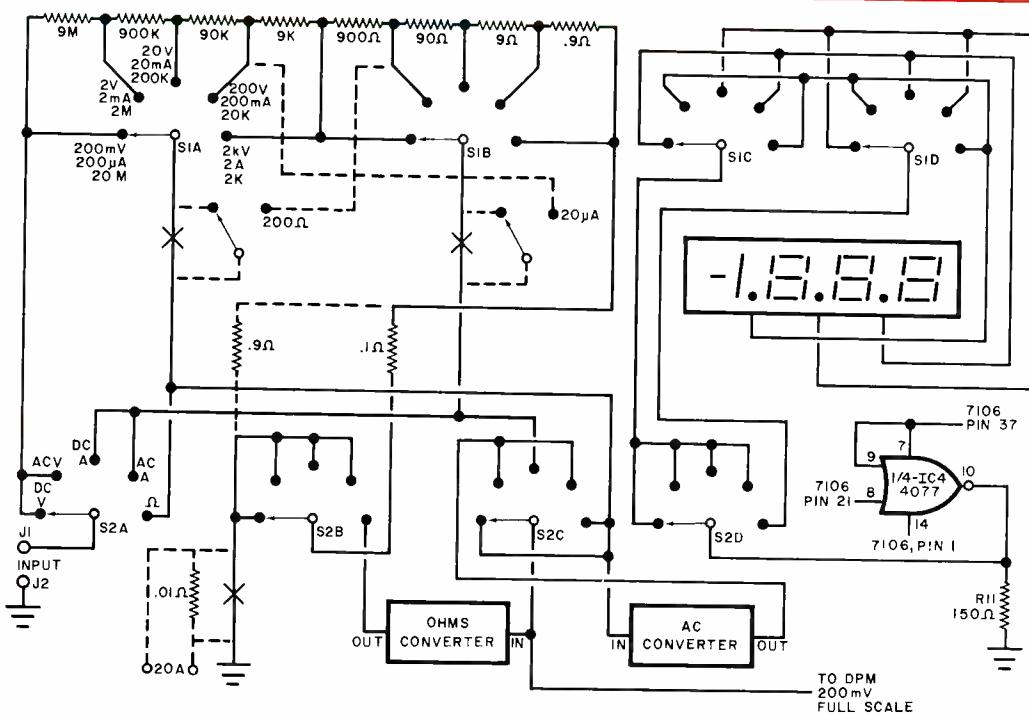 9M
900K
90K
9K
900Ω
90Ω
9Ω
.9Ω
20V
20mA
200K
2V
2mA
2M
200V
200mA
20K
200mV
200μA
20M
S1A
2kV
2A
2K
S1B
S1C
S1D
200Ω
20μA
-1.8.8.8
.9Ω
.1Ω
DC
A
ACV
AC
A
DC
V
Ω
J1
S2A
INPUT
J2
S2B
S2C
S2D
7106
PIN 37
7
9
1/4-IC4
10
4077
7106
PIN 21
8
14
7106, PIN 1
.01Ω
20A
OUT
OHMS
CONVERTER
IN
IN
AC
CONVERTER
OUT
R11
150Ω
TO DPM
200mV
FULL SCALE